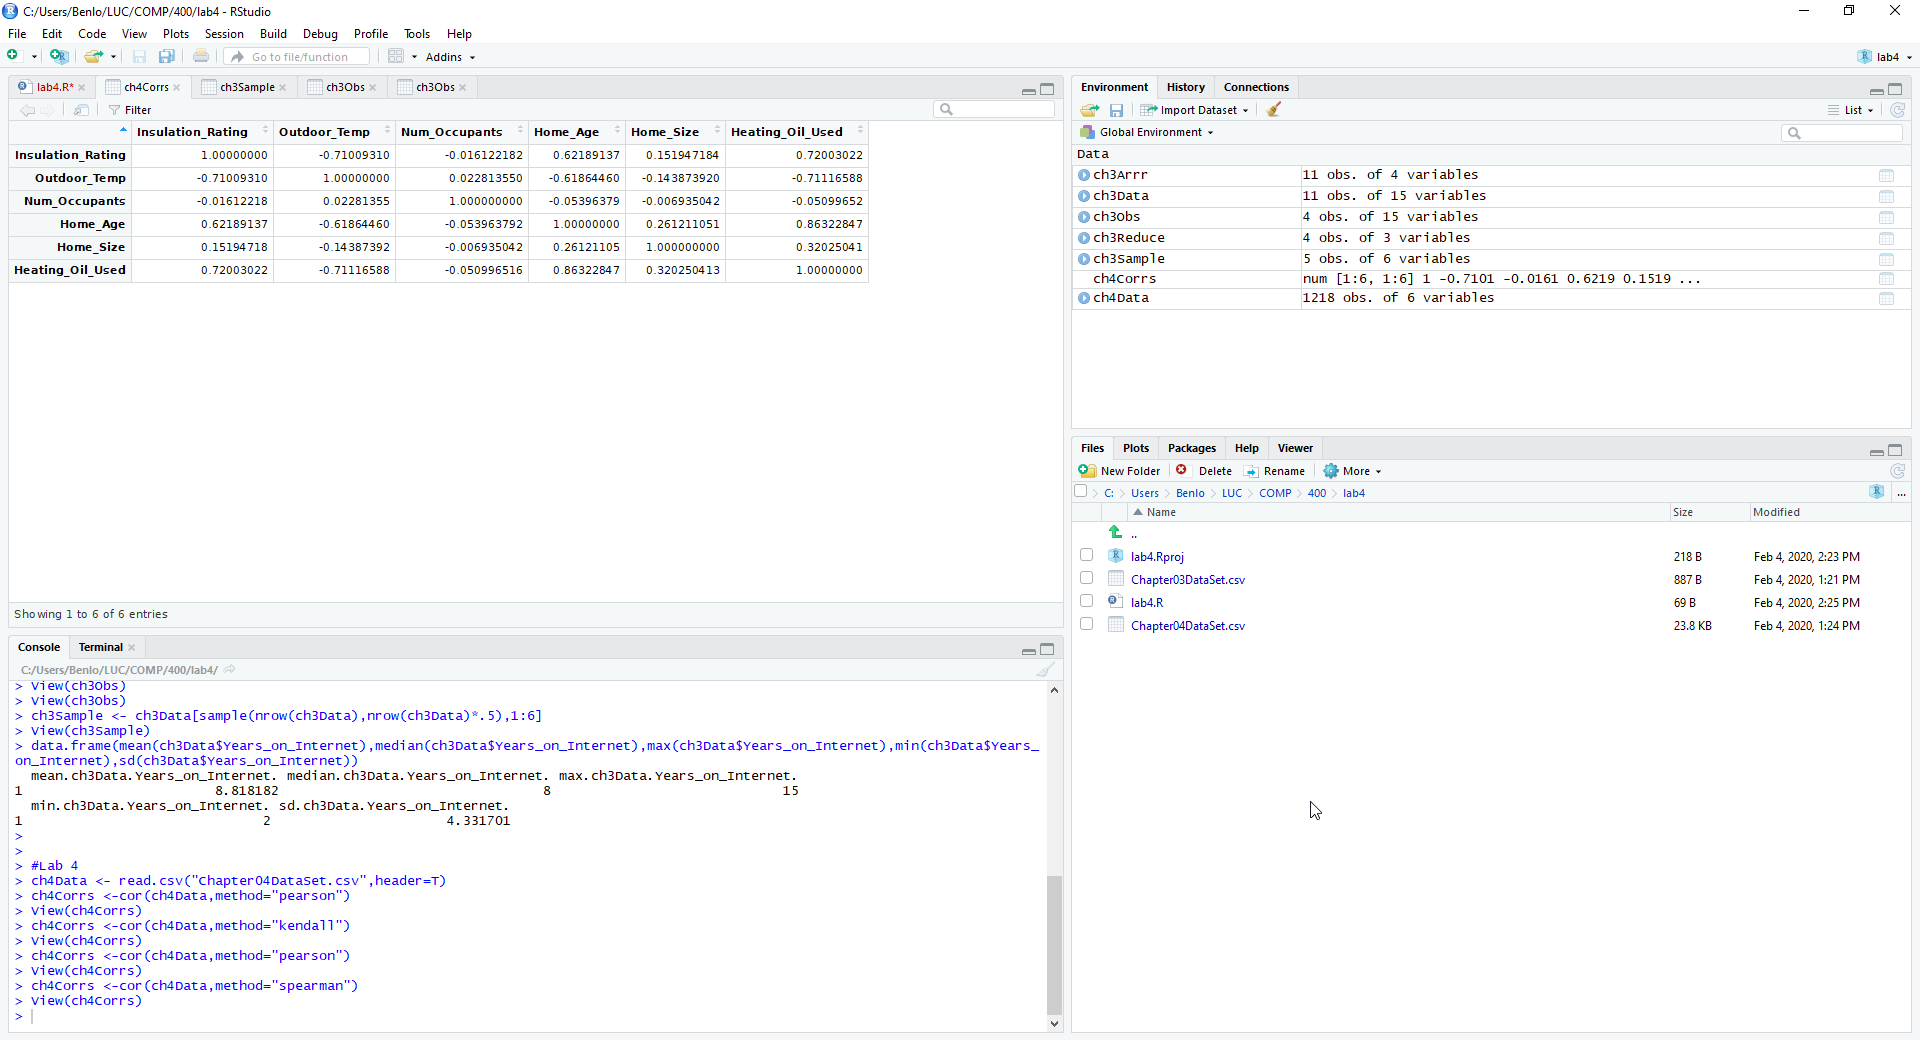 C:/Users/Benlo/LUC/COMP/400/lab4 - RStudio
File Edit Code View Plots Session Build Debug Profile Tools Help
Go to file/function Addins lab4
lab4.R* ch4Corrs ch3Sample ch3Obs ch3Obs
Filter
Insulation_Rating Outdoor_Temp Num_Occupants Home_Age Home_Size Heating_Oil_Used
Insulation_Rating 1.00000000 -0.71009310 -0.016122182 0.62189137 0.151947184 0.72003022
Outdoor_Temp -0.71009310 1.00000000 0.022813550 -0.61864460 -0.143873920 -0.71116588
Num_Occupants -0.01612218 0.02281355 1.000000000 -0.05396379 -0.006935042 -0.05099652
Home_Age 0.62189137 -0.61864460 -0.053963792 1.00000000 0.261211051 0.86322847
Home_Size 0.15194718 -0.14387392 -0.006935042 0.26121105 1.000000000 0.32025041
Heating_Oil_Used 0.72003022 -0.71116588 -0.050996516 0.86322847 0.320250413 1.00000000
Showing 1 to 6 of 6 entries
Console Terminal
C:/Users/Benlo/LUC/COMP/400/lab4/
> View(ch3Obs)
> View(ch3Obs)
> ch3Sample <- ch3Data[sample(nrow(ch3Data),nrow(ch3Data)*.5),1:6]
> View(ch3Sample)
> data.frame(mean(ch3Data$Years_on_Internet),median(ch3Data$Years_on_Internet),max(ch3Data$Years_on_Internet),min(ch3Data$Years_
on_Internet),sd(ch3Data$Years_on_Internet))
mean.ch3Data.Years_on_Internet. median.ch3Data.Years_on_Internet. max.ch3Data.Years_on_Internet.
1 8.818182 8 15
min.ch3Data.Years_on_Internet. sd.ch3Data.Years_on_Internet.
1 2 4.331701
>
>
> #Lab 4
> ch4Data <- read.csv("Chapter04DataSet.csv",header=T)
> ch4Corrs <-cor(ch4Data,method="pearson")
> View(ch4Corrs)
> ch4Corrs <-cor(ch4Data,method="kendall")
> View(ch4Corrs)
> ch4Corrs <-cor(ch4Data,method="pearson")
> View(ch4Corrs)
> ch4Corrs <-cor(ch4Data,method="spearman")
> View(ch4Corrs)
>
Environment History Connections
Import Dataset List
Global Environment
Data
ch3Arrr 11 obs. of 4 variables
ch3Data 11 obs. of 15 variables
ch3Obs 4 obs. of 15 variables
ch3Reduce 4 obs. of 3 variables
ch3Sample 5 obs. of 6 variables
ch4Corrs num [1:6, 1:6] 1 -0.7101 -0.0161 0.6219 0.1519 ...
ch4Data 1218 obs. of 6 variables
Files Plots Packages Help Viewer
New Folder Delete Rename More
C: Users Benlo LUC COMP 400 lab4 ...
Name Size Modified
..
lab4.Rproj 218 B Feb 4, 2020, 2:23 PM
Chapter03DataSet.csv 887 B Feb 4, 2020, 1:21 PM
lab4.R 69 B Feb 4, 2020, 2:25 PM
Chapter04DataSet.csv 23.8 KB Feb 4, 2020, 1:24 PM